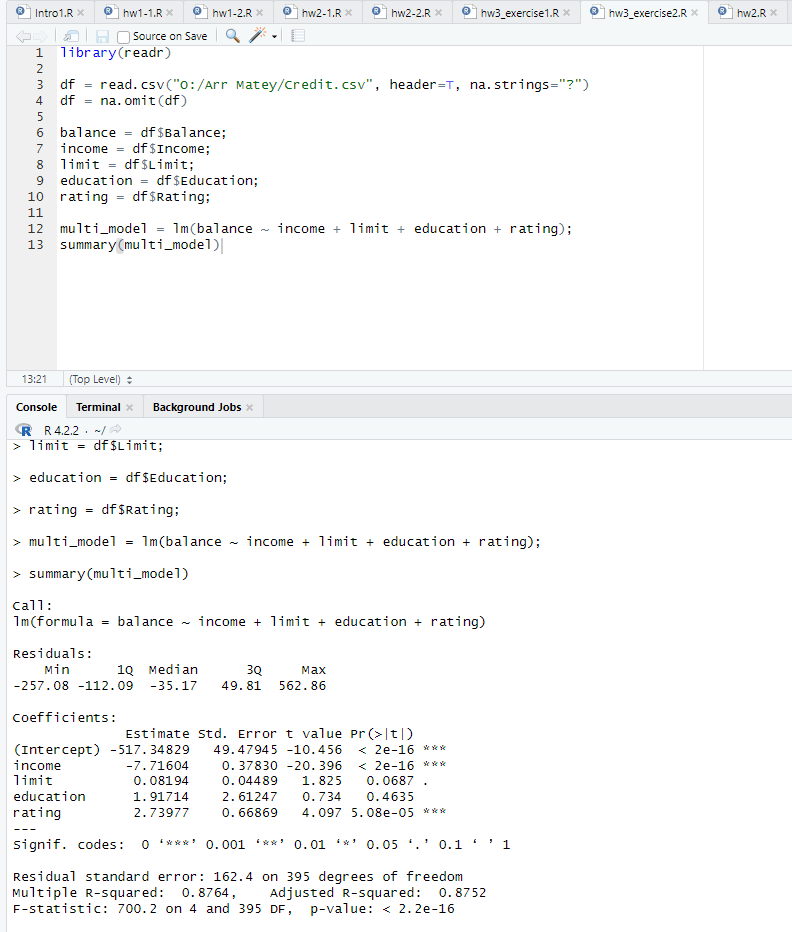 Intro1.R × hw1-1.R × hw1-2.R × hw2-1.R × hw2-2.R × hw3_exercise1.R × hw3_exercise2.R × hw2.R ×
Source on Save
1 library(readr)
2
3 df = read.csv("O:/Arr Matey/Credit.csv", header=T, na.strings="?")
4 df = na.omit(df)
5
6 balance = df$Balance;
7 income = df$Income;
8 limit = df$Limit;
9 education = df$Education;
10 rating = df$Rating;
11
12 multi_model = lm(balance ~ income + limit + education + rating);
13 summary(multi_model)
13:21 (Top Level)
Console Terminal × Background Jobs ×
R R 4.2.2 · ~/
> limit = df$Limit;
> education = df$Education;
> rating = df$Rating;
> multi_model = lm(balance ~ income + limit + education + rating);
> summary(multi_model)
Call:
lm(formula = balance ~ income + limit + education + rating)
Residuals:
Min 1Q Median 3Q Max
-257.08 -112.09 -35.17 49.81 562.86
Coefficients:
Estimate Std. Error t value Pr(>|t|)
(Intercept) -517.34829 49.47945 -10.456 < 2e-16 ***
income -7.71604 0.37830 -20.396 < 2e-16 ***
limit 0.08194 0.04489 1.825 0.0687 .
education 1.91714 2.61247 0.734 0.4635
rating 2.73977 0.66869 4.097 5.08e-05 ***
---
Signif. codes: 0 ‘***’ 0.001 ‘**’ 0.01 ‘*’ 0.05 ‘.’ 0.1 ‘ ’ 1
Residual standard error: 162.4 on 395 degrees of freedom
Multiple R-squared: 0.8764, Adjusted R-squared: 0.8752
F-statistic: 700.2 on 4 and 395 DF, p-value: < 2.2e-16